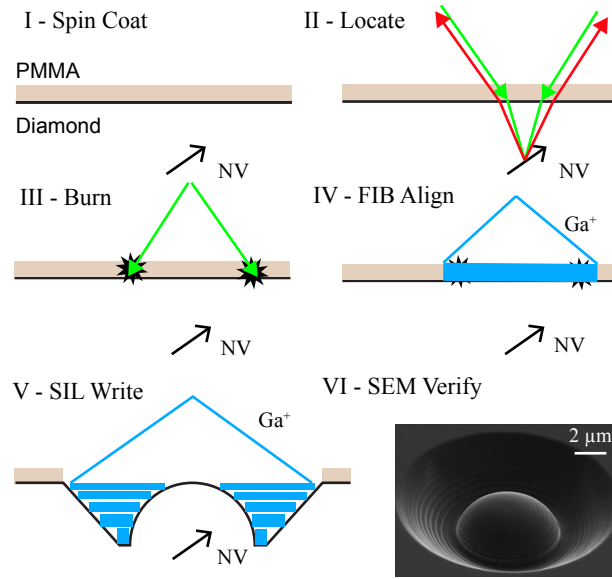 I - Spin Coat
PMMA
Diamond
NV
II - Locate
NV
III - Burn
NV
IV - FIB Align
Ga⁺
NV
V - SIL Write
Ga⁺
NV
VI - SEM Verify
2 µm